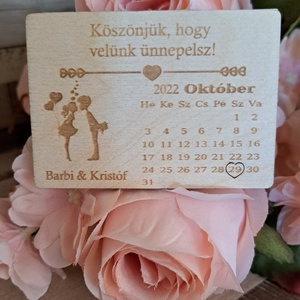 Köszönjük, hogy
velünk ünnepelsz!
2022 Október
He Ke Sz Cs Pé Sz Va
1 2
3 4 5 6 7 8 9
10 11 12 13 14 15 16
17 18 19 20 21 22 23
24 25 26 27 28 29 30
31
Barbi & Kristóf